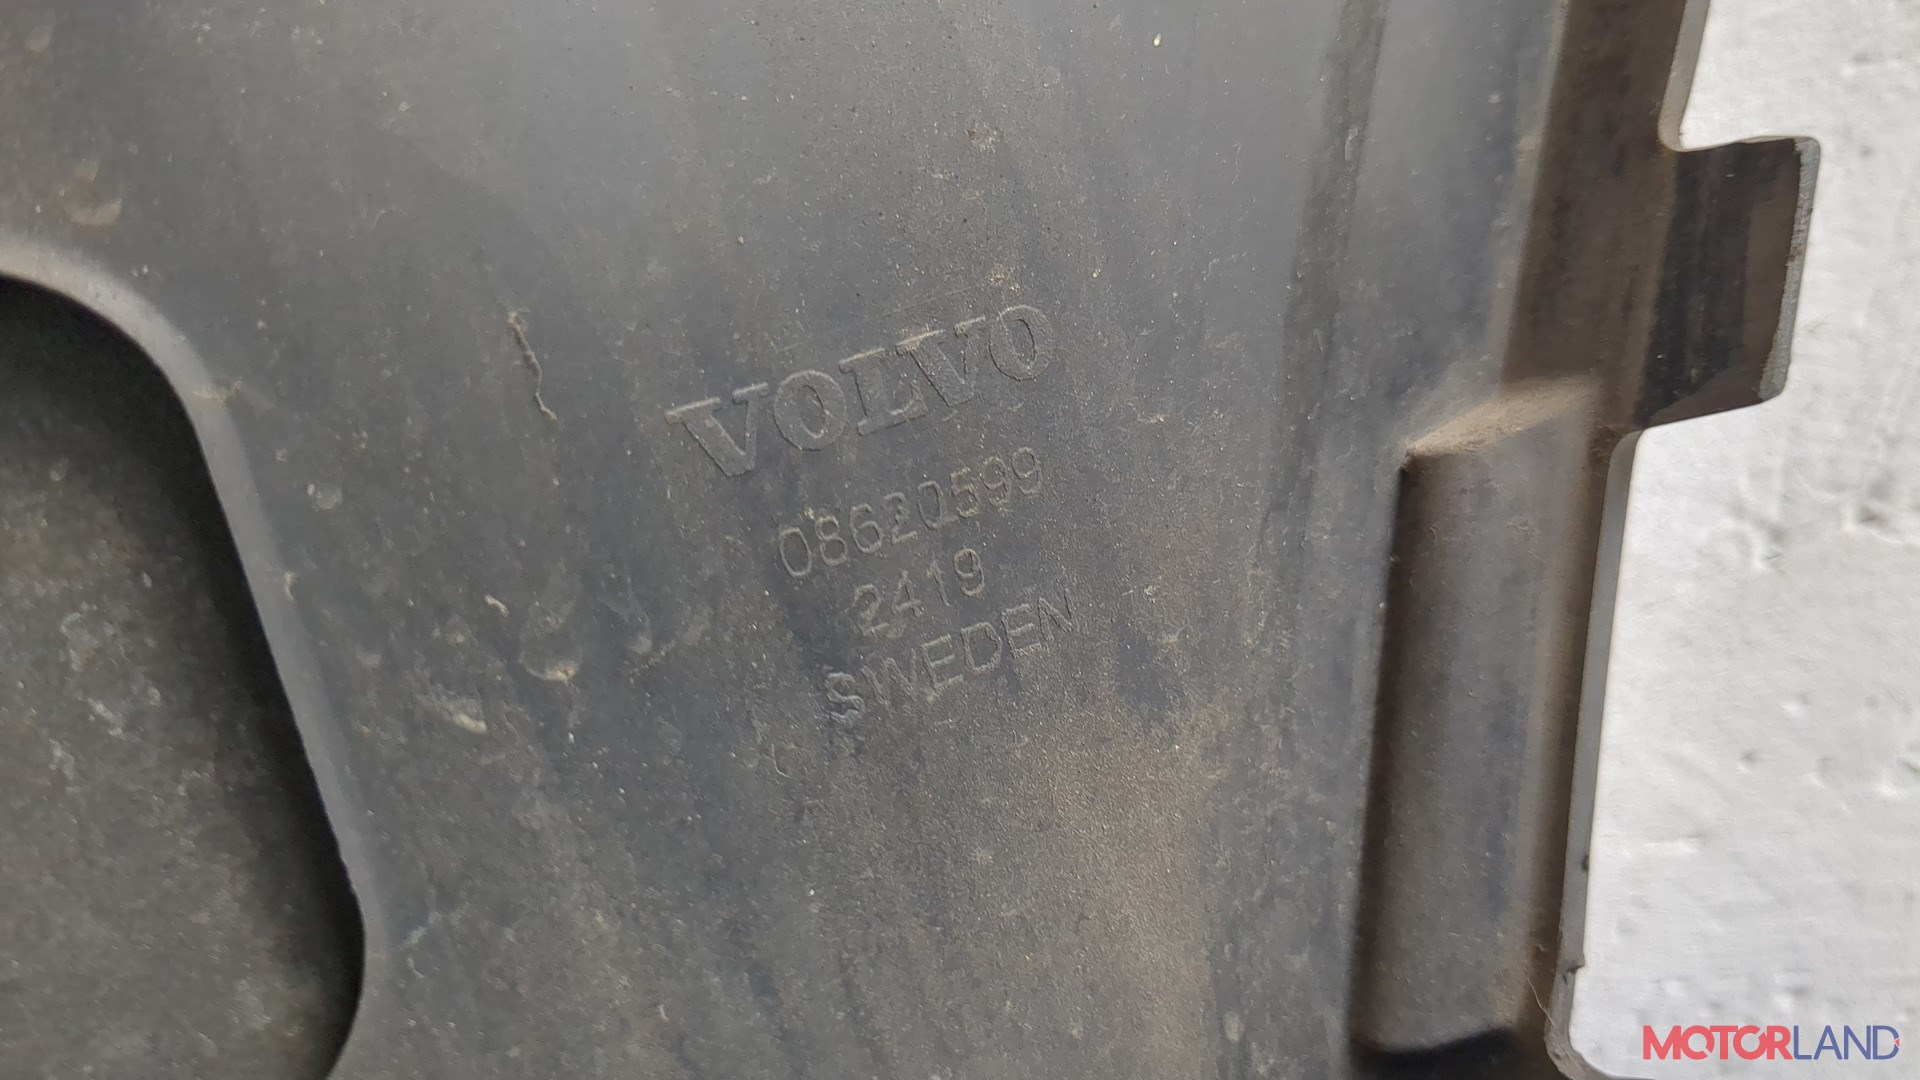 VOLVO
08620599
2419
SWEDEN
MOTORLAND